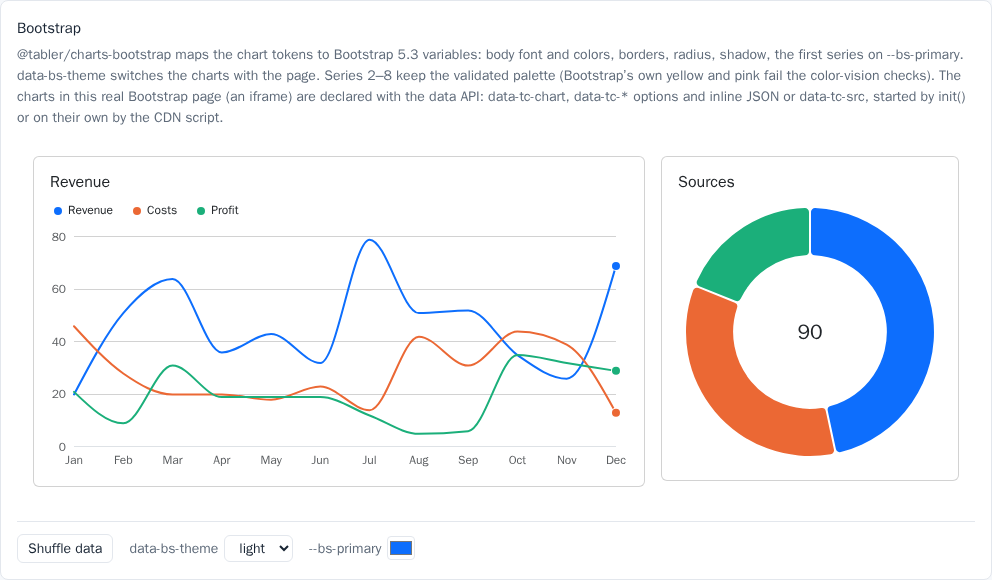 Bootstrap
@tabler/charts-bootstrap maps the chart tokens to Bootstrap 5.3 variables: body font and colors, borders, radius, shadow, the first series on --bs-primary.
data-bs-theme switches the charts with the page. Series 2–8 keep the validated palette (Bootstrap's own yellow and pink fail the color-vision checks). The
charts in this real Bootstrap page (an iframe) are declared with the data API: data-tc-chart, data-tc-* options and inline JSON or data-tc-src, started by init()
or on their own by the CDN script.
Revenue
Revenue Costs Profit
80
60
40
20
0
Jan Feb Mar Apr May Jun Jul Aug Sep Oct Nov Dec
Sources
90
Shuffle data data-bs-theme light --bs-primary